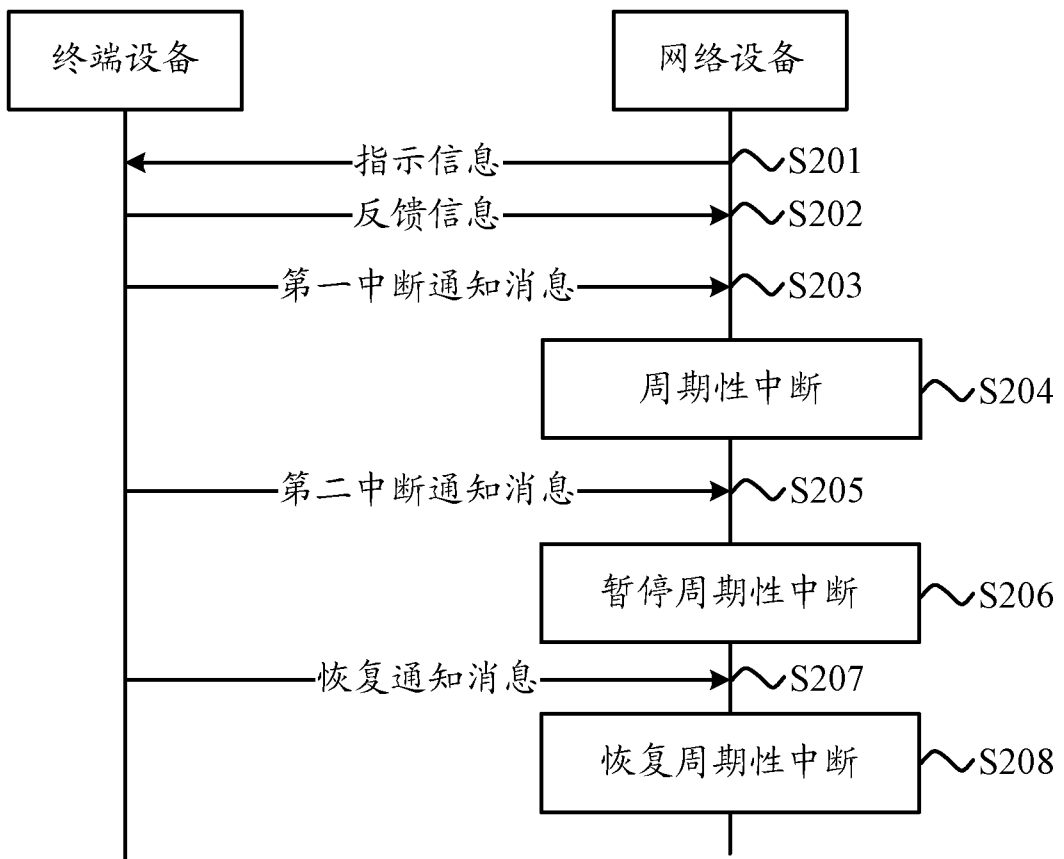 终端设备
网络设备
指示信息
S201
反馈信息
S202
第一中断通知消息
S203
周期性中断
S204
第二中断通知消息
S205
暂停周期性中断
S206
恢复通知消息
S207
恢复周期性中断
S208